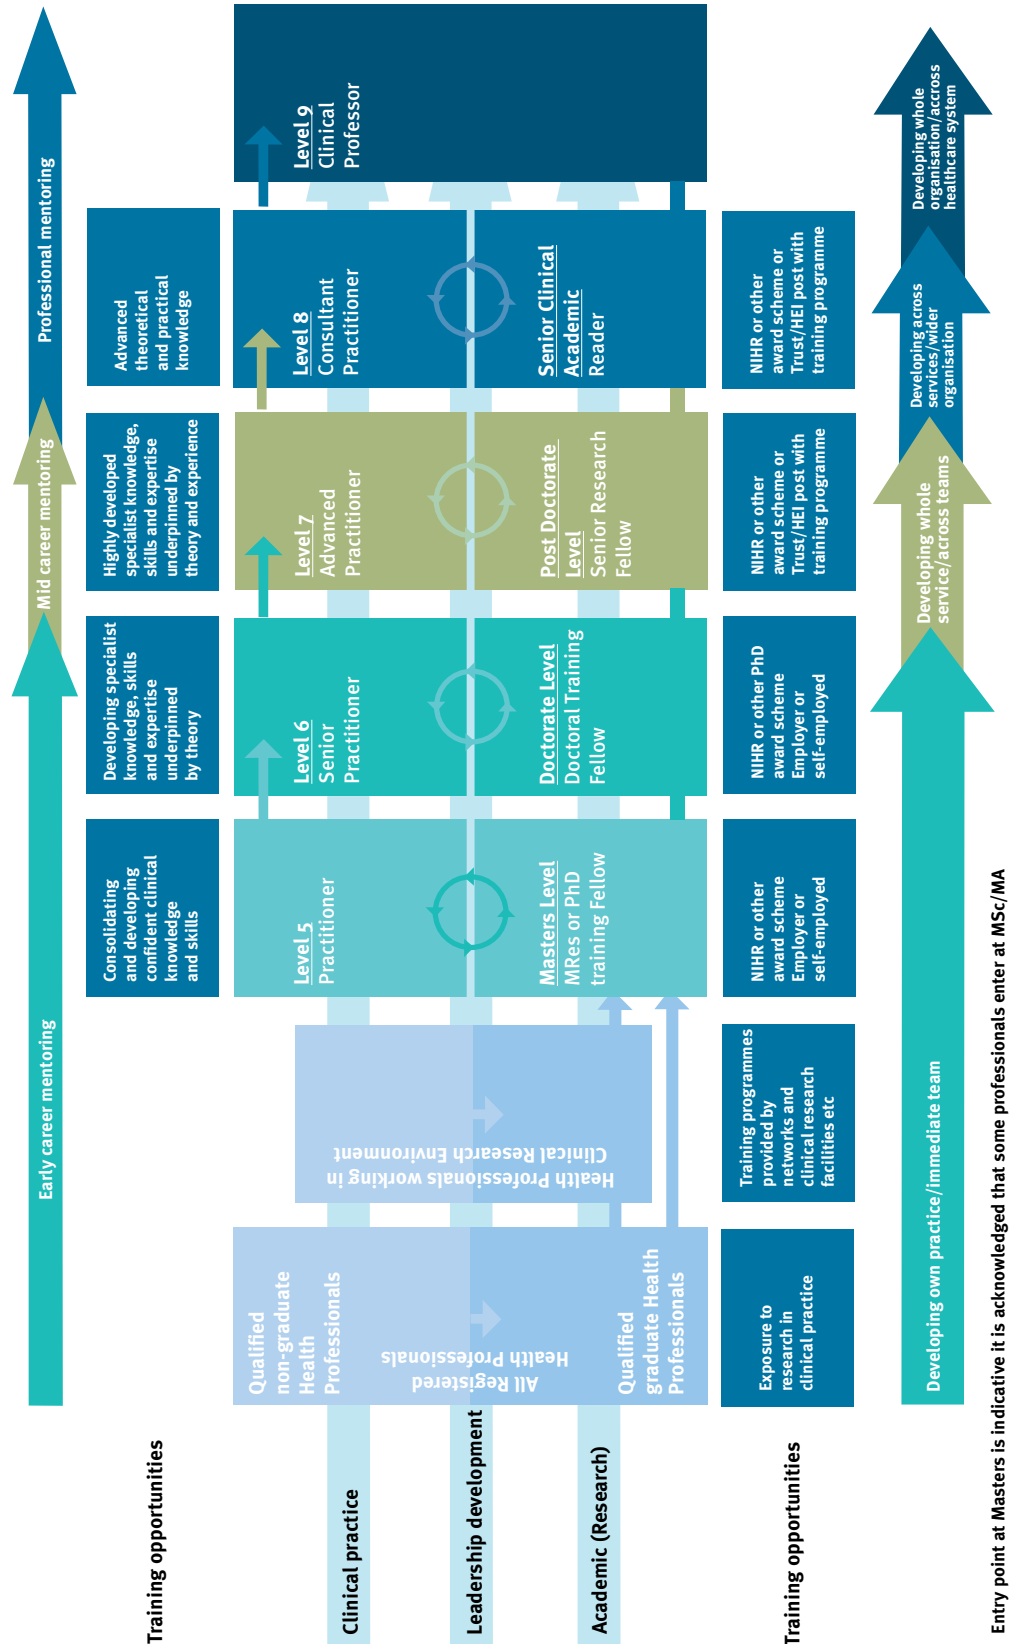 Early career mentoring
Mid career mentoring
Professional mentoring
Training opportunities
Consolidating
and developing
confident clinical
knowledge
and skills
Developing specialist
knowledge, skills
and expertise
underpinned
by theory
Highly developed
specialist knowledge,
skills and expertise
underpinned by
theory and experience
Advanced
theoretical
and practical
knowledge
Clinical practice
Leadership development
Academic (Research)
Qualified
non-graduate
Health
Professionals
All Registered
Health Professionals
Qualified
graduate Health
Professionals
Health Professionals working in
Clinical Research Environment
Level 5
Practitioner
Masters Level
MRes or PhD
training Fellow
Level 6
Senior
Practitioner
Doctorate Level
Doctoral Training
Fellow
Level 7
Advanced
Practitioner
Post Doctorate
Level
Senior Research
Fellow
Level 8
Consultant
Practitioner
Senior Clinical
Academic
Reader
Level 9
Clinical
Professor
Training opportunities
Exposure to
research in
clinical practice
Training programmes
provided by
networks and
clinical research
facilities etc
NIHR or other
award scheme
Employer or
self-employed
NIHR or other PhD
award scheme
Employer or
self-employed
NIHR or other
award scheme or
Trust/HEI post with
training programme
NIHR or other
award scheme or
Trust/HEI post with
training programme
Developing own practice/immediate team
Developing whole
service/across teams
Developing across
services/wider
organisation
Developing whole
organisation/accross
healthcare system
Entry point at Masters is indicative it is acknowledged that some professionals enter at MSc/MA